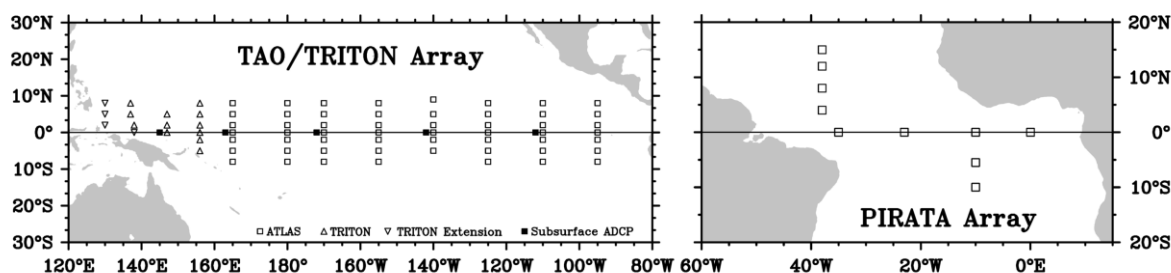 TAO/TRITON Array
30°N
20°N
10°N
0°
10°S
20°S
30°S
□ ATLAS △ TRITON ▽ TRITON Extension ■ Subsurface ADCP
120°E 140°E 160°E 180° 160°W 140°W 120°W 100°W 80°W
PIRATA Array
20°N
10°N
0°
10°S
20°S
60°W 40°W 20°W 0°E